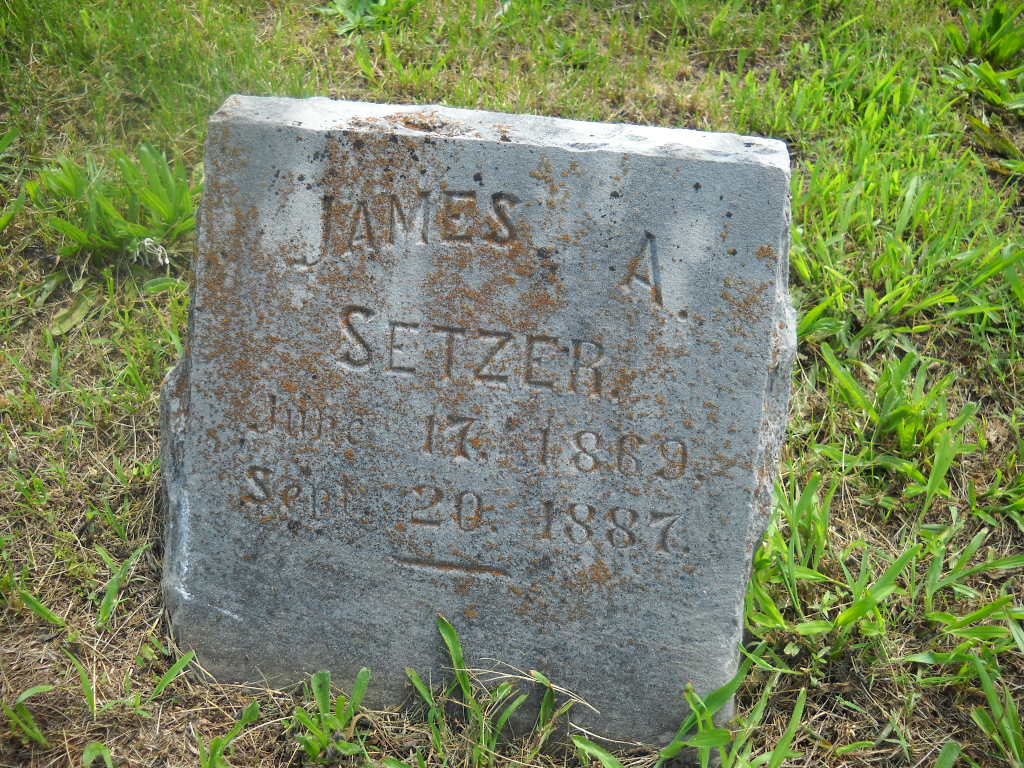 JAMES A.
SETZER.
June 17. 1869.
Sept. 20. 1887.